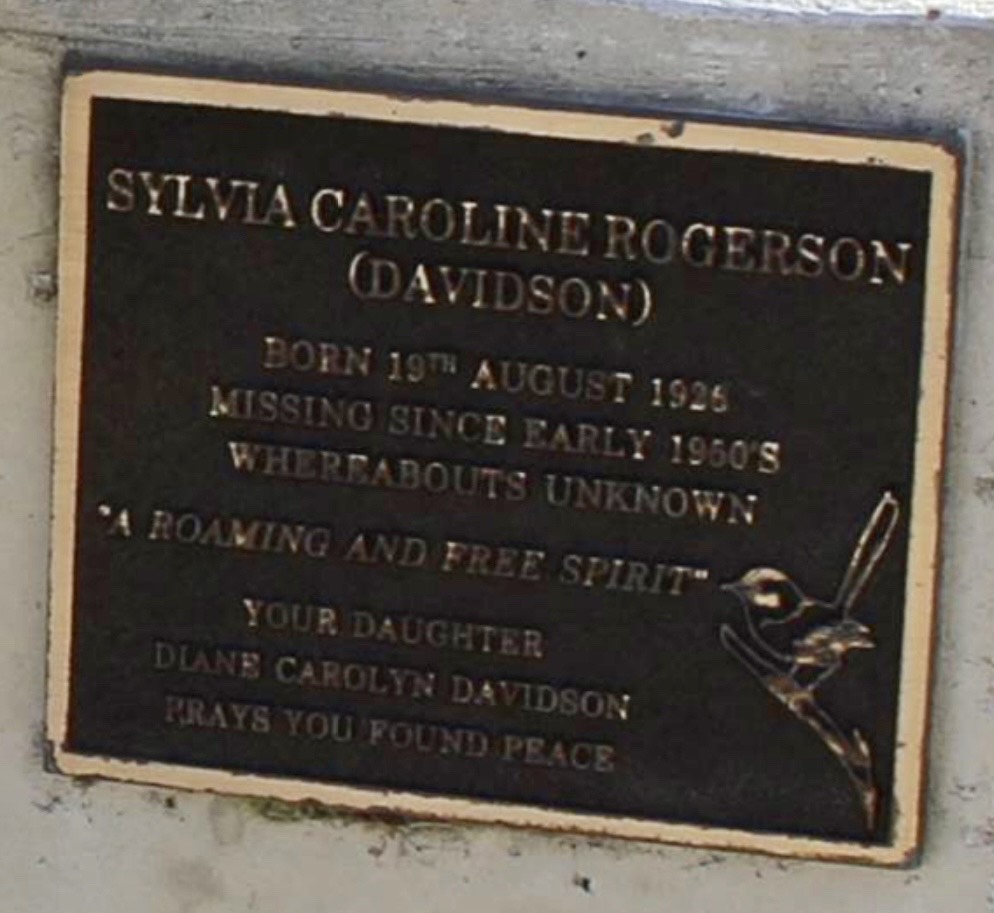 SYLVIA CAROLINE ROGERSON
(DAVIDSON)
BORN 19TH AUGUST 1926
MISSING SINCE EARLY 1950'S
WHEREABOUTS UNKNOWN
"A ROAMING AND FREE SPIRIT"
YOUR DAUGHTER
DIANE CAROLYN DAVIDSON
PRAYS YOU FOUND PEACE